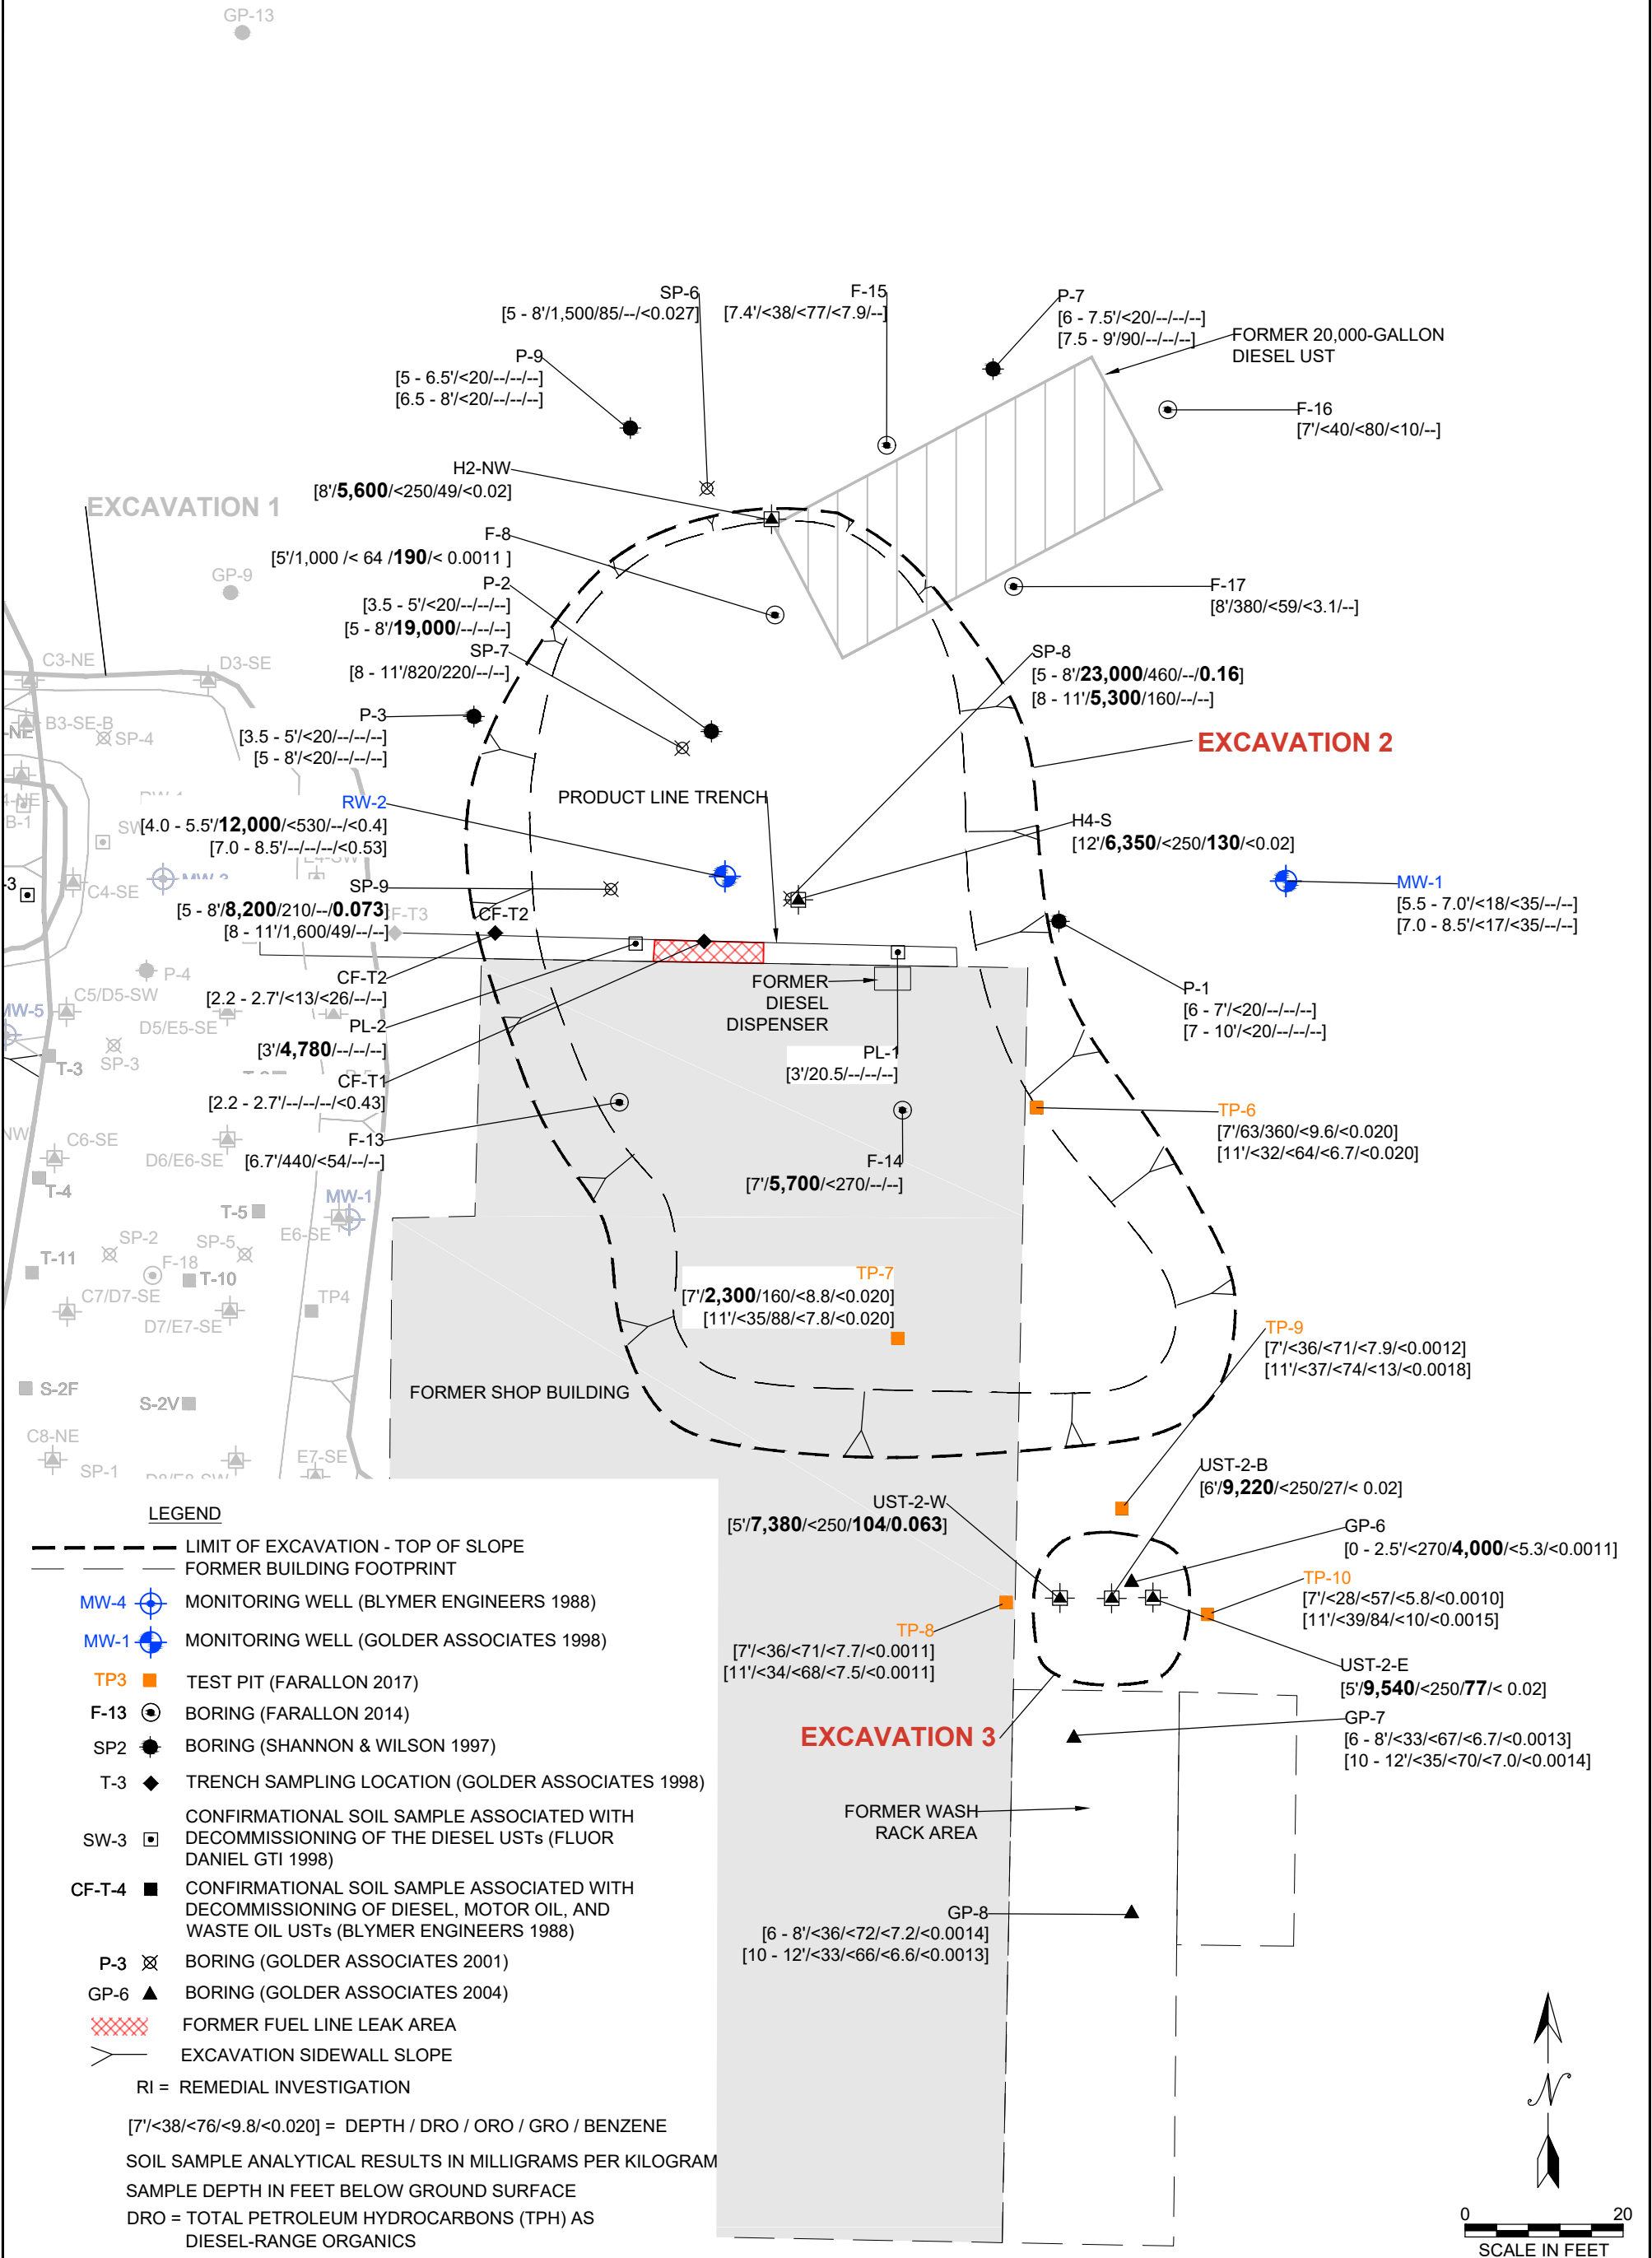 GP-13
SP-6
[5 - 8'/1,500/85/--/<0.027]
F-15
[7.4'/<38/<77/<7.9/--]
P-7
[6 - 7.5'/<20/--/--/--]
[7.5 - 9'/90/--/--/--]
FORMER 20,000-GALLON
DIESEL UST
P-9
[5 - 6.5'/<20/--/--/--]
[6.5 - 8'/<20/--/--/--]
F-16
[7'/<40/<80/<10/--]
H2-NW
[8'/5,600/<250/49/<0.02]
EXCAVATION 1
F-8
[5'/1,000 /< 64 /190/< 0.0011 ]
GP-9
P-2
[3.5 - 5'/<20/--/--/--]
[5 - 8'/19,000/--/--/--]
F-17
[8'/380/<59/<3.1/--]
SP-7
[8 - 11'/820/220/--/--]
SP-8
[5 - 8'/23,000/460/--/0.16]
[8 - 11'/5,300/160/--/--]
C3-NE
D3-SE
P-3
[3.5 - 5'/<20/--/--/--]
[5 - 8'/<20/--/--/--]
B3-SE-B
SP-4
-NE
EXCAVATION 2
RW-2
[4.0 - 5.5'/12,000/<530/--/<0.4]
[7.0 - 8.5'/--/--/--/<0.53]
PRODUCT LINE TRENCH
B-1
SW
H4-S
[12'/6,350/<250/130/<0.02]
C4-SE
SP-9
[5 - 8'/8,200/210/--/0.073]
[8 - 11'/1,600/49/--/--]
F-T3
CF-T2
MW-1
[5.5 - 7.0'/<18/<35/--/--]
[7.0 - 8.5'/<17/<35/--/--]
P-4
CF-T2
[2.2 - 2.7'/<13/<26/--/--]
FORMER
DIESEL
DISPENSER
P-1
[6 - 7'/<20/--/--/--]
[7 - 10'/<20/--/--/--]
C5/D5-SW
MW-5
D5/E5-SE
PL-2
[3'/4,780/--/--/--]
SP-3
T-3
PL-1
[3'/20.5/--/--/--]
CF-T1
[2.2 - 2.7'/--/--/--/<0.43]
TP-6
[7'/63/360/<9.6/<0.020]
[11'/<32/<64/<6.7/<0.020]
NW
C6-SE
D6/E6-SE
F-13
[6.7'/440/<54/--/--]
F-14
[7'/5,700/<270/--/--]
T-4
T-5
MW-1
E6-SE
SP-2
SP-5
T-11
F-18
T-10
C7/D7-SE
D7/E7-SE
TP4
TP-7
[7'/2,300/160/<8.8/<0.020]
[11'/<35/88/<7.8/<0.020]
TP-9
[7'/<36/<71/<7.9/<0.0012]
[11'/<37/<74/<13/<0.0018]
S-2F
S-2V
FORMER SHOP BUILDING
C8-NE
SP-1
E7-SE
UST-2-B
[6'/9,220/<250/27/< 0.02]
UST-2-W
[5'/7,380/<250/104/0.063]
GP-6
[0 - 2.5'/<270/4,000/<5.3/<0.0011]
TP-10
[7'/<28/<57/<5.8/<0.0010]
[11'/<39/84/<10/<0.0015]
TP-8
[7'/<36/<71/<7.7/<0.0011]
[11'/<34/<68/<7.5/<0.0011]
UST-2-E
[5'/9,540/<250/77/< 0.02]
EXCAVATION 3
GP-7
[6 - 8'/<33/<67/<6.7/<0.0013]
[10 - 12'/<35/<70/<7.0/<0.0014]
FORMER WASH
RACK AREA
GP-8
[6 - 8'/<36/<72/<7.2/<0.0014]
[10 - 12'/<33/<66/<6.6/<0.0013]
LEGEND
LIMIT OF EXCAVATION - TOP OF SLOPE
FORMER BUILDING FOOTPRINT
MW-4 MONITORING WELL (BLYMER ENGINEERS 1988)
MW-1 MONITORING WELL (GOLDER ASSOCIATES 1998)
TP3 TEST PIT (FARALLON 2017)
F-13 BORING (FARALLON 2014)
SP2 BORING (SHANNON & WILSON 1997)
T-3 TRENCH SAMPLING LOCATION (GOLDER ASSOCIATES 1998)
SW-3 CONFIRMATIONAL SOIL SAMPLE ASSOCIATED WITH
DECOMMISSIONING OF THE DIESEL USTs (FLUOR
DANIEL GTI 1998)
CF-T-4 CONFIRMATIONAL SOIL SAMPLE ASSOCIATED WITH
DECOMMISSIONING OF DIESEL, MOTOR OIL, AND
WASTE OIL USTs (BLYMER ENGINEERS 1988)
P-3 BORING (GOLDER ASSOCIATES 2001)
GP-6 BORING (GOLDER ASSOCIATES 2004)
FORMER FUEL LINE LEAK AREA
EXCAVATION SIDEWALL SLOPE
RI = REMEDIAL INVESTIGATION
[7'/<38/<76/<9.8/<0.020] = DEPTH / DRO / ORO / GRO / BENZENE
SOIL SAMPLE ANALYTICAL RESULTS IN MILLIGRAMS PER KILOGRAM
SAMPLE DEPTH IN FEET BELOW GROUND SURFACE
DRO = TOTAL PETROLEUM HYDROCARBONS (TPH) AS
DIESEL-RANGE ORGANICS
N
0 20
SCALE IN FEET